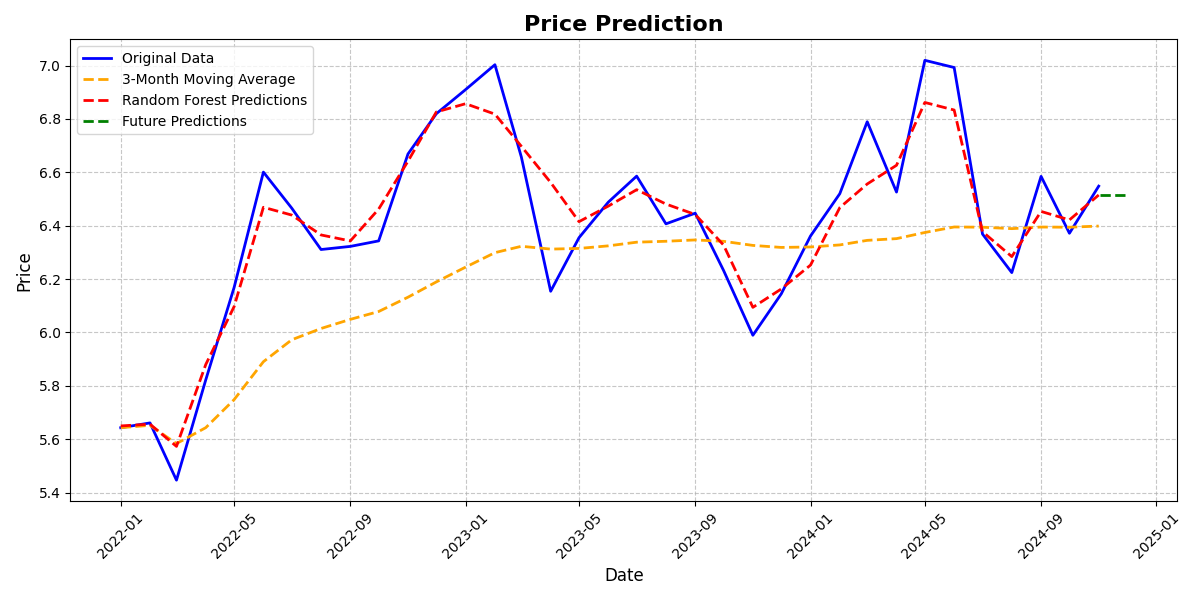 Price Prediction
Original Data
3-Month Moving Average
Random Forest Predictions
Future Predictions
Price
7.0
6.8
6.6
6.4
6.2
6.0
5.8
5.6
5.4
2022-01
2022-05
2022-09
2023-01
2023-05
2023-09
2024-01
2024-05
2024-09
2025-01
Date